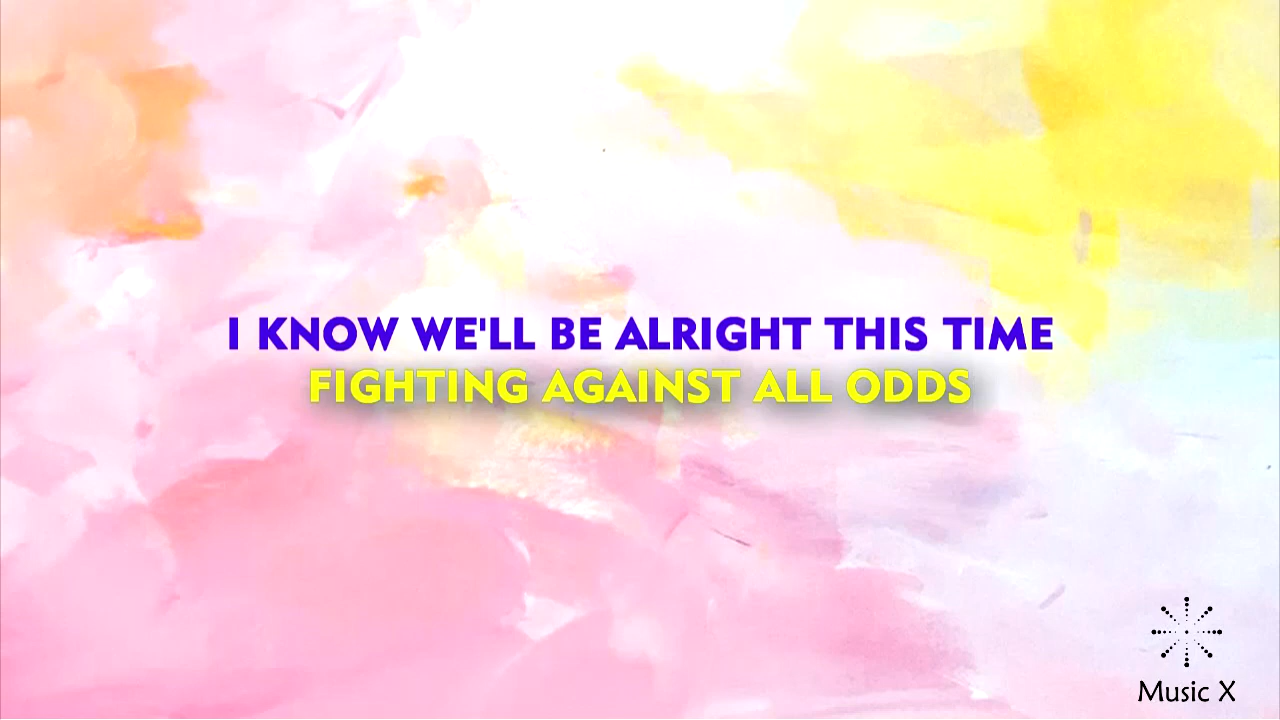 I KNOW WE'LL BE ALRIGHT THIS TIME
FIGHTING AGAINST ALL ODDS
Music X